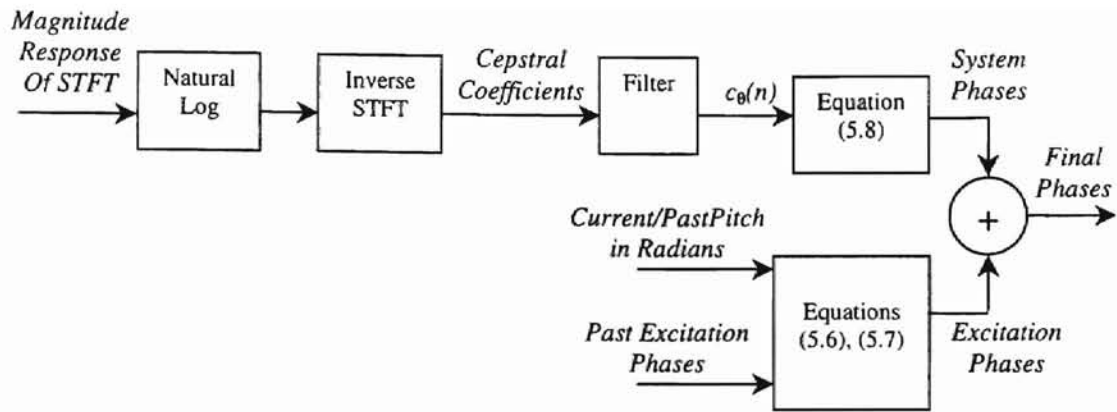 Magnitude
Response
Of STFT
Natural
Log
Inverse
STFT
Cepstral
Coefficients
Filter
cθ(n)
Equation
(5.8)
System
Phases
Final
Phases
+
Current/PastPitch
in Radians
Past Excitation
Phases
Equations
(5.6), (5.7)
Excitation
Phases